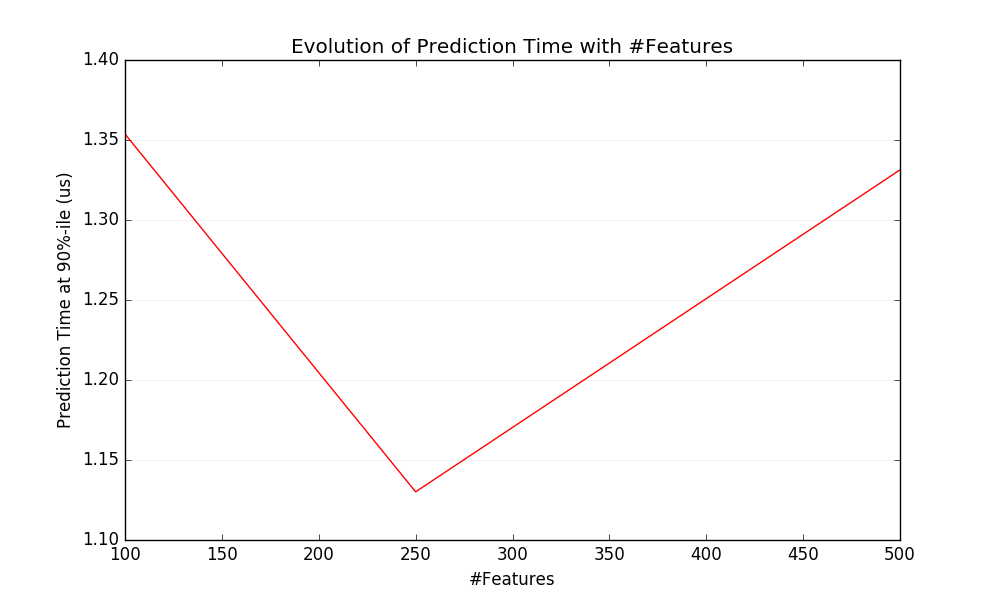 Evolution of Prediction Time with #Features
Prediction Time at 90%-ile (us)
1.40
1.35
1.30
1.25
1.20
1.15
1.10
100 150 200 250 300 350 400 450 500
#Features